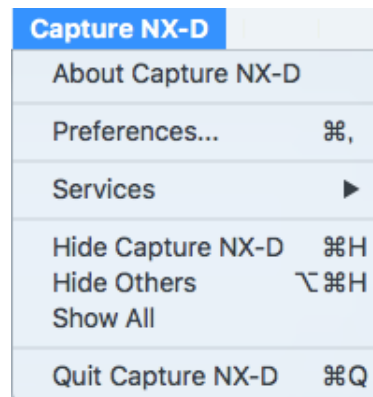 Capture NX-D
About Capture NX-D
Preferences... ⌘,
Services ▶
Hide Capture NX-D ⌘H
Hide Others ⌥⌘H
Show All
Quit Capture NX-D ⌘Q